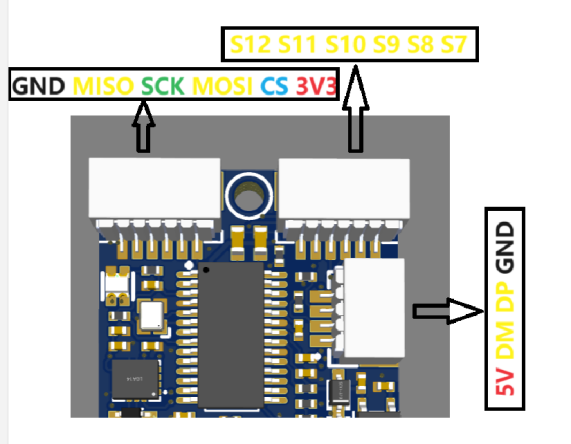 S12 S11 S10 S9 S8 S7
GND MISO SCK MOSI CS 3V3
5V DM DP GND